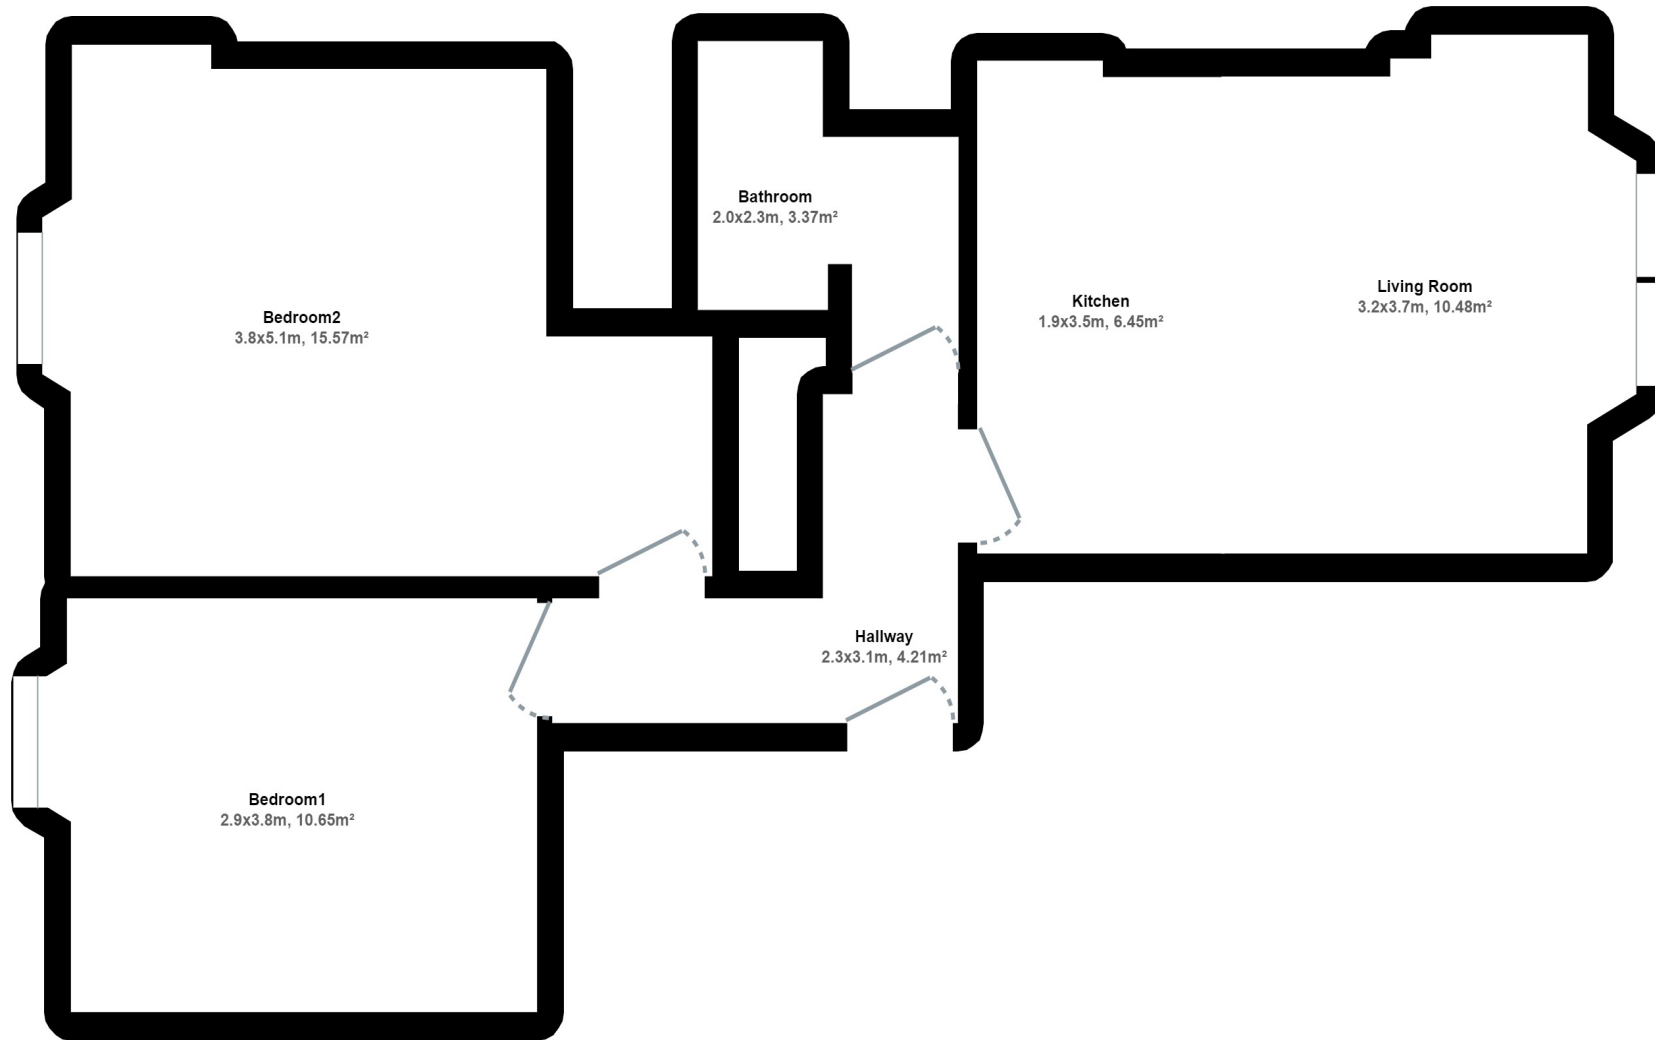 Bathroom
2.0x2.3m, 3.37m²
Bedroom2
3.8x5.1m, 15.57m²
Kitchen
1.9x3.5m, 6.45m²
Living Room
3.2x3.7m, 10.48m²
Hallway
2.3x3.1m, 4.21m²
Bedroom1
2.9x3.8m, 10.65m²